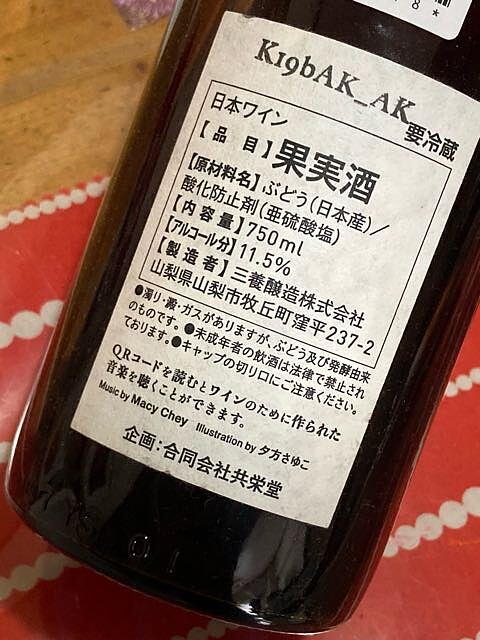 8*
K19bAK_AK
日本ワイン
要冷蔵
【品 目】果実酒
【原材料名】ぶどう(日本産)/
酸化防止剤(亜硫酸塩)
【内容量】750ml
【アルコール分】11.5%
【製造者】三養醸造株式会社
山梨県山梨市牧丘町窪平237-2
●濁り・澱・ガスがありますが、ぶどう及び発酵由来
のものです。●未成年者の飲酒は法律で禁止され
ております。●キャップの切り口にご注意ください。
QRコードを読むとワインのために作られた
音楽を聴くことができます。
Music by Macy Chey Illustration by 夕方さゆこ
企画:合同会社共栄堂